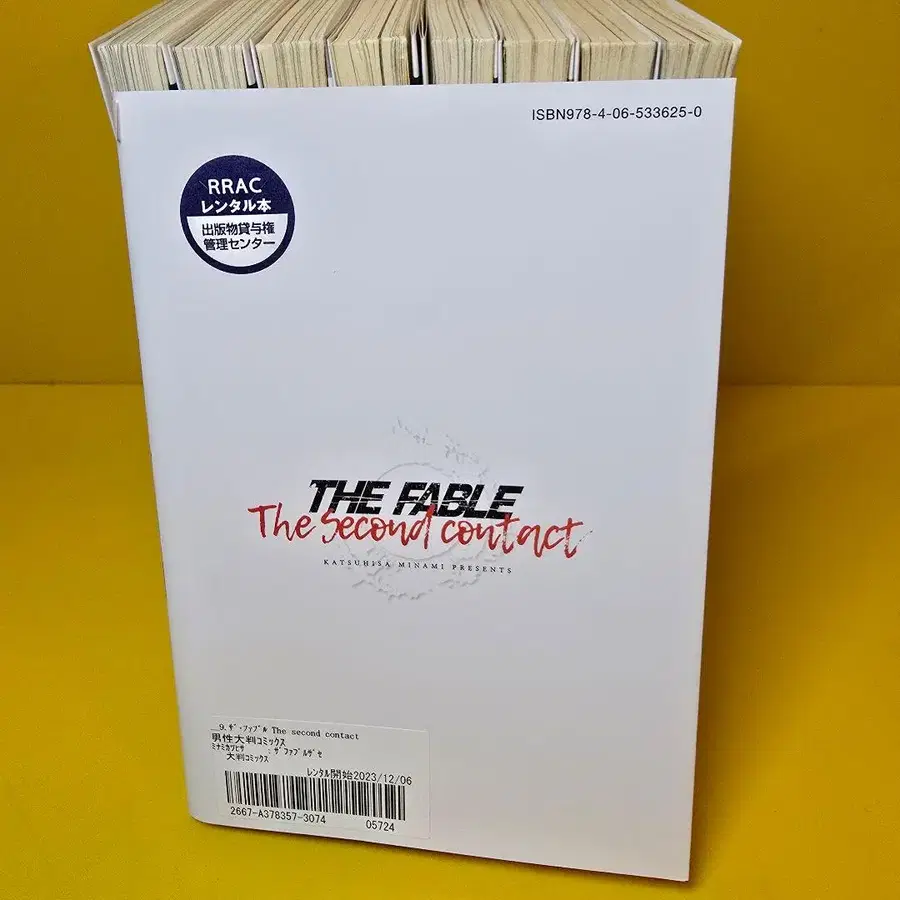 ISBN978-4-06-533625-0
RRAC
レンタル本
出版物貸与権
管理センター
THE FABLE
The second contact
KATSUHISA MINAMI PRESENTS
__9.ｻﾞ･ﾌｧﾌﾞﾙ The second contact
男性大判コミックス
ﾐﾅﾐｶﾂﾋｻ : ｻﾞﾌｧﾌﾞﾙｻﾞｾ
大判コミックス
ﾚﾝﾀﾙ開始2023/12/06
2667-A378357-3074 05724